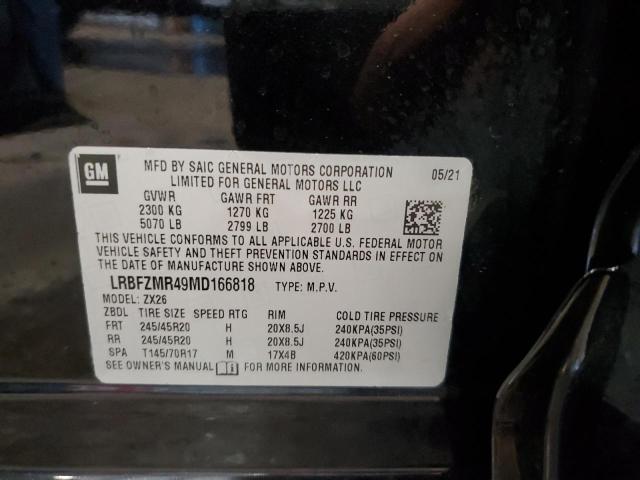 GM
MFD BY SAIC GENERAL MOTORS CORPORATION 05/21
LIMITED FOR GENERAL MOTORS LLC
GVWR GAWR FRT GAWR RR
2300 KG 1270 KG 1225 KG
5070 LB 2799 LB 2700 LB
THIS VEHICLE CONFORMS TO ALL APPLICABLE U.S. FEDERAL MOTOR
VEHICLE SAFETY AND THEFT PREVENTION STANDARDS IN EFFECT ON
THE DATE OF MANUFACTURE SHOWN ABOVE.
LRBFZMR49MD166818 TYPE: M.P.V.
MODEL: ZX26
ZBDL TIRE SIZE SPEED RTG RIM COLD TIRE PRESSURE
FRT 245/45R20 H 20X8.5J 240KPA(35PSI)
RR 245/45R20 H 20X8.5J 240KPA(35PSI)
SPA T145/70R17 M 17X4B 420KPA(60PSI)
SEE OWNER'S MANUAL FOR MORE INFORMATION.